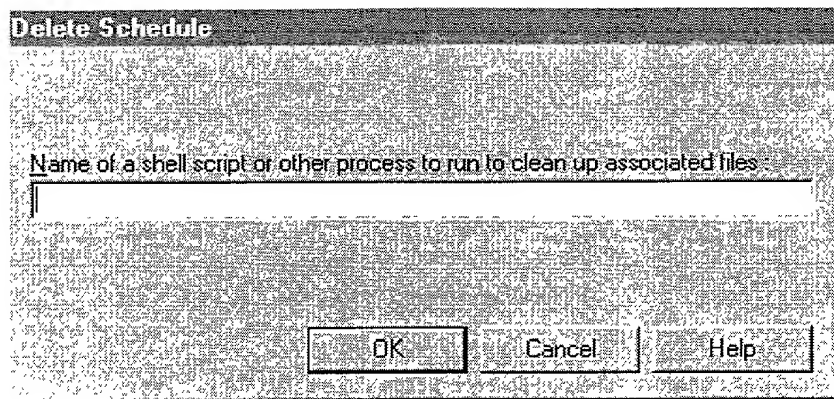 Delete Schedule
Name of a shell script or other process to run to clean up associated files :
OK Cancel Help